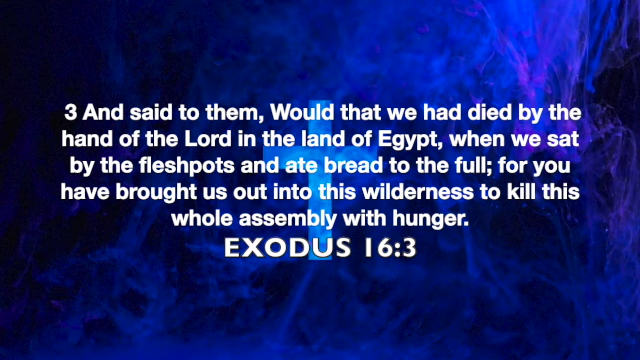 3 And said to them, Would that we had died by the
hand of the Lord in the land of Egypt, when we sat
by the fleshpots and ate bread to the full; for you
have brought us out into this wilderness to kill this
whole assembly with hunger.
EXODUS 16:3